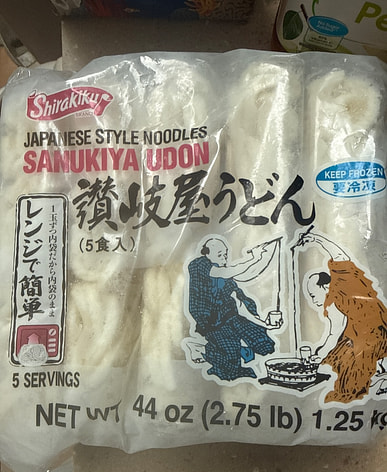 Shirakiku
BRAND
JAPANESE STYLE NOODLES
SANUKIYA UDON
讃岐屋うどん
(5食入)
KEEP FROZEN
要冷凍
1玉ずつ内袋だから内袋のまま
レンジで簡単
5 SERVINGS
NET WT 44 oz (2.75 lb) 1.25 kg